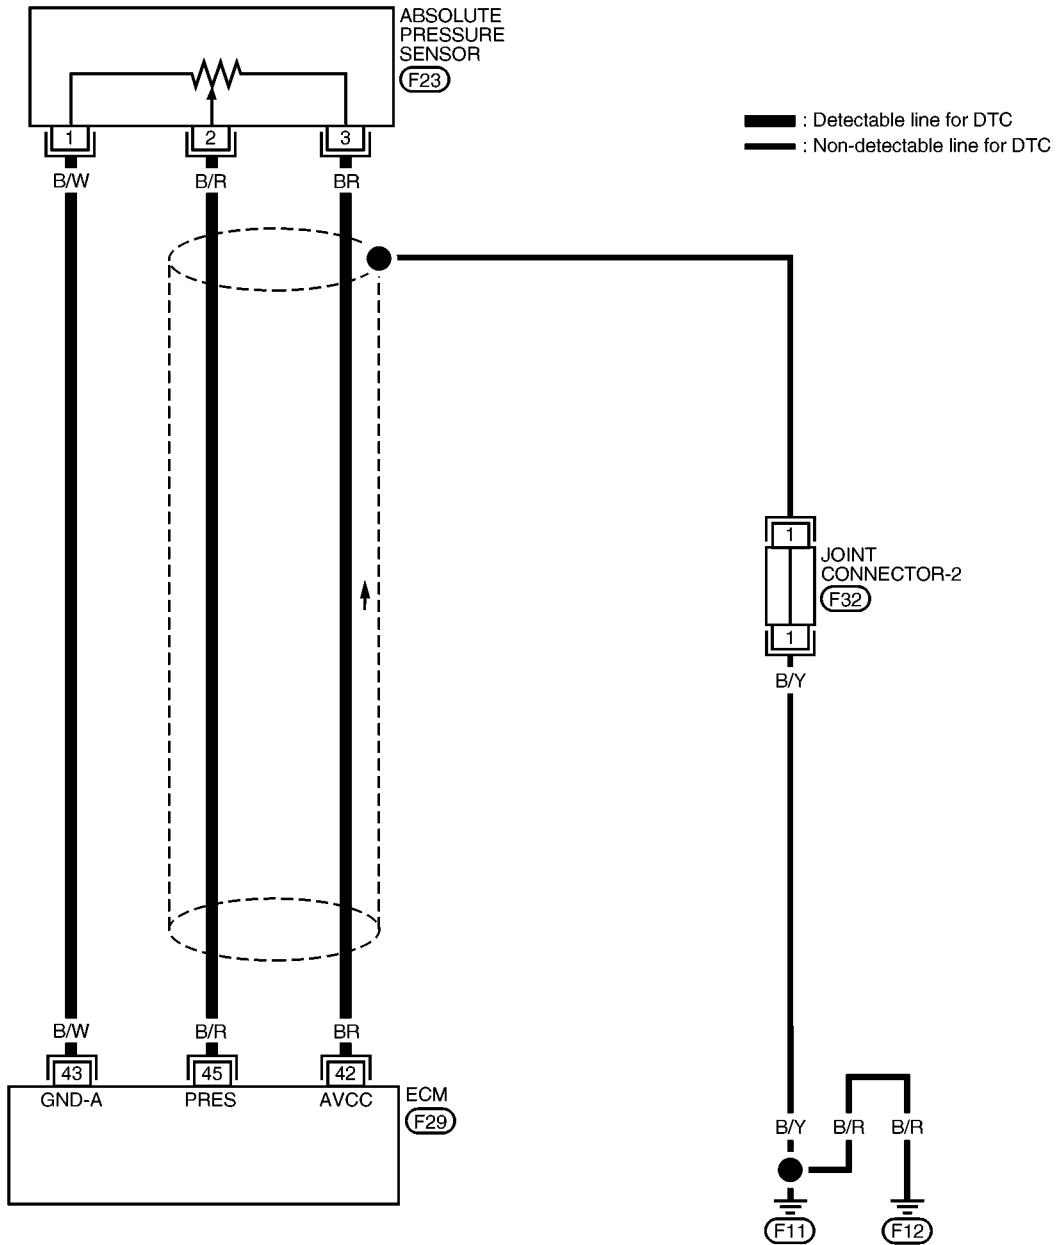 ABSOLUTE
PRESSURE
SENSOR
F23
1 2 3
B/W B/R BR
: Detectable line for DTC
: Non-detectable line for DTC
1
JOINT
CONNECTOR-2
F32
1
B/Y
B/W B/R BR
43 45 42
GND-A PRES AVCC
ECM
F29
B/Y B/R B/R
F11 F12